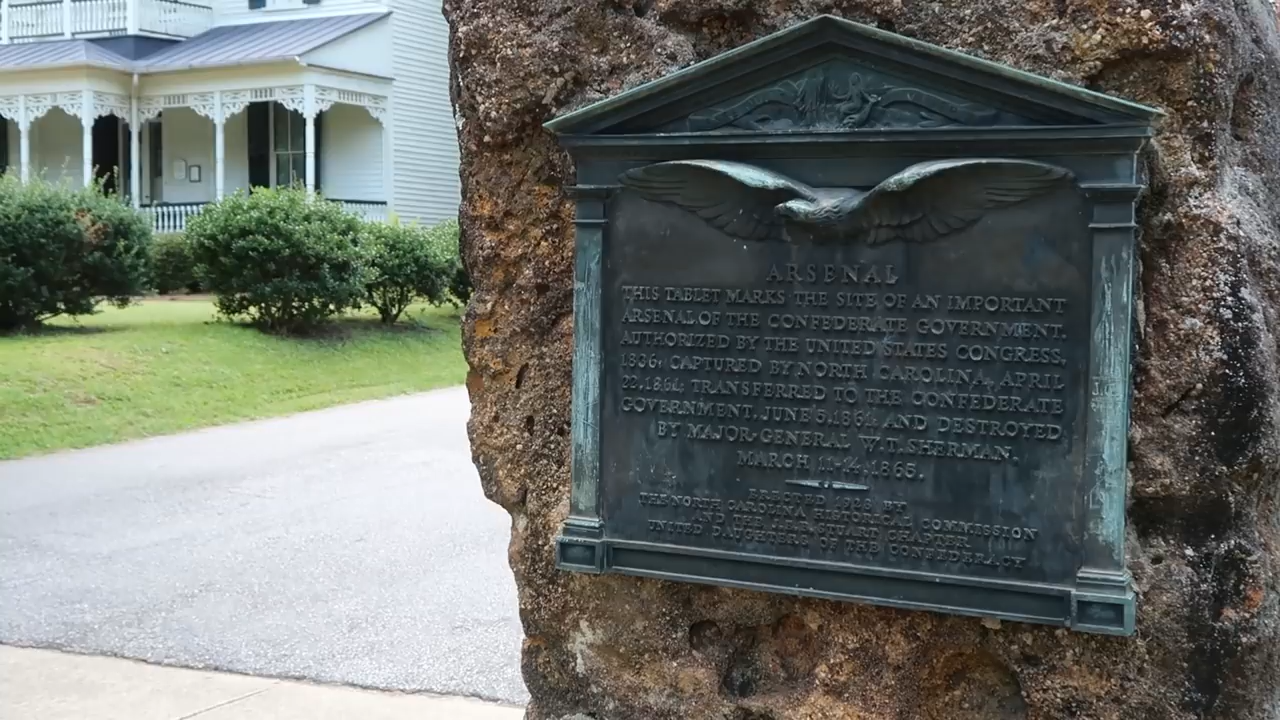 ARSENAL
THIS TABLET MARKS THE SITE OF AN IMPORTANT
ARSENAL OF THE CONFEDERATE GOVERNMENT.
AUTHORIZED BY THE UNITED STATES CONGRESS,
1836; CAPTURED BY NORTH CAROLINA, APRIL
22, 1861; TRANSFERRED TO THE CONFEDERATE
GOVERNMENT, JUNE 5, 1861; AND DESTROYED
BY MAJOR-GENERAL W.T. SHERMAN,
MARCH 11-14, 1865.
ERECTED BY
THE NORTH CAROLINA HISTORICAL COMMISSION
AND THE CHAPTER
UNITED DAUGHTERS OF THE CONFEDERACY